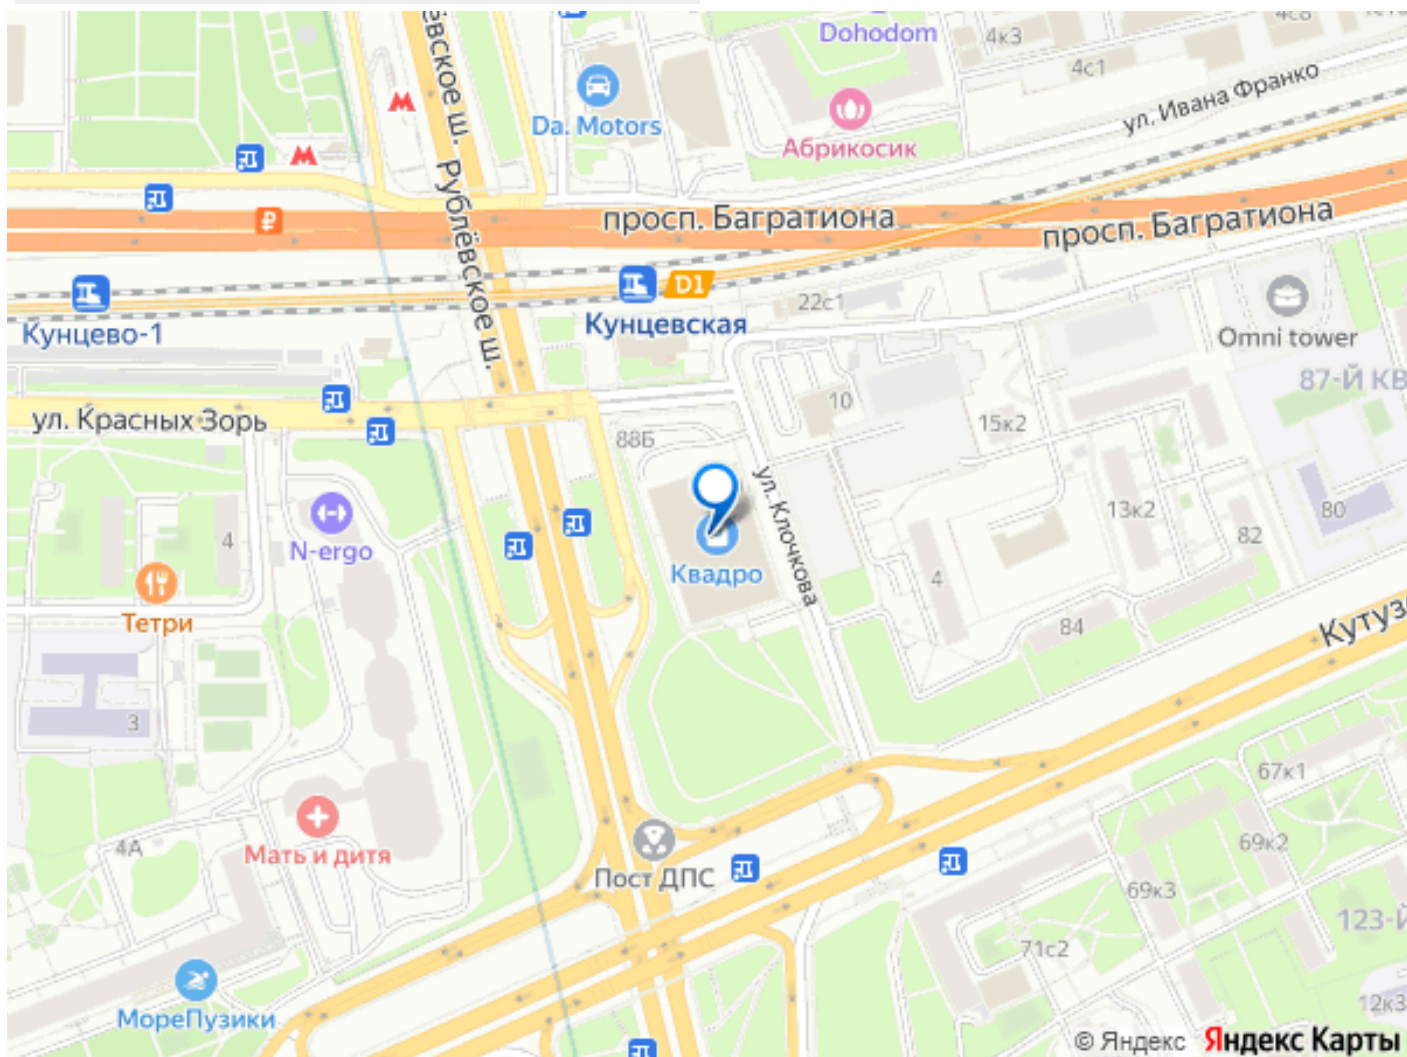 Dohodom
4к3
4с8
4с1
ул. Ивана Франко
Da. Motors
Абрикосик
Рублёвское ш.
просп. Багратиона
просп. Багратиона
D1
22с1
Кунцево-1
Кунцевская
Omni tower
87-Й КВ
ул. Красных Зорь
10
15к2
88Б
ул. Клочкова
13к2
80
82
N-ergo
4
Квадро
4
Тетри
84
Кутуз
3
67к1
4А
Мать и дитя
69к2
Пост ДПС
69к3
123-Й
71с2
МореПузики
12к3
© Яндекс Яндекс Карты